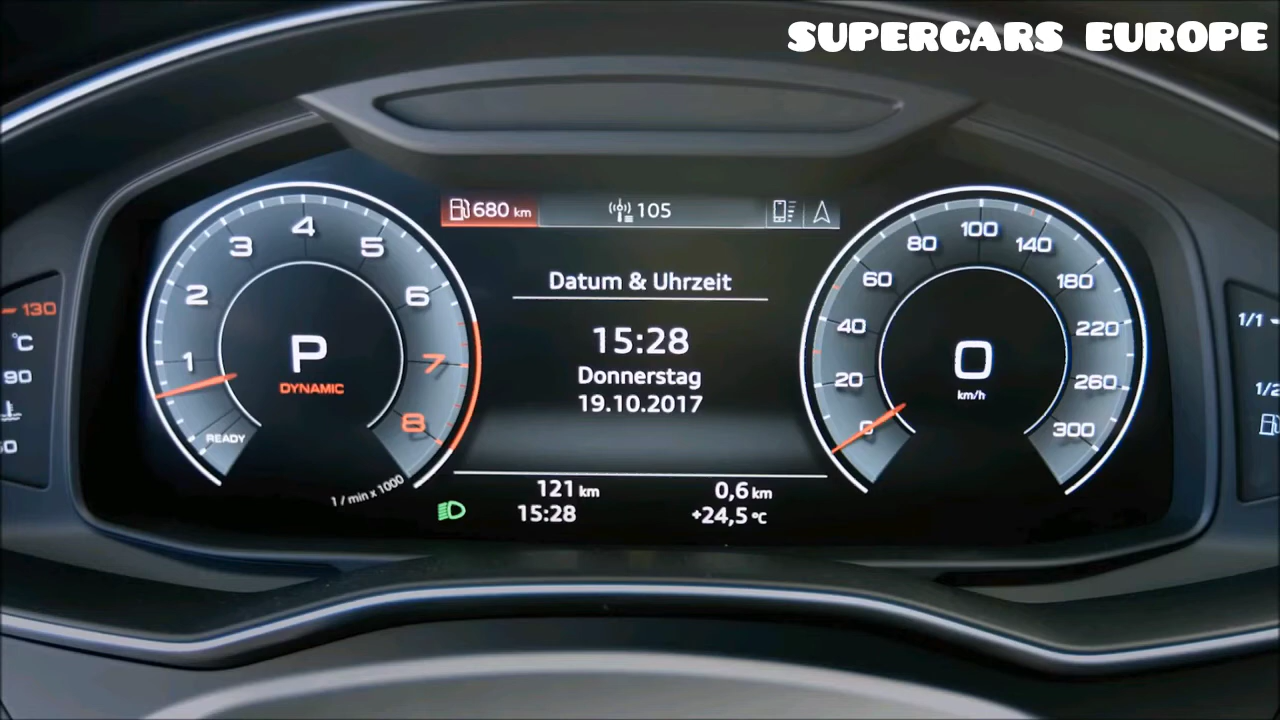 SUPERCARS EUROPE
680 km
105
Datum & Uhrzeit
15:28
Donnerstag
19.10.2017
121 km
0,6 km
15:28
+24,5 °C
1
2
3
4
5
6
7
8
READY
P
DYNAMIC
1 / min x 1000
0
20
40
60
80
100
140
180
220
260
300
0
km/h
130
°C
90
1/1
1/2